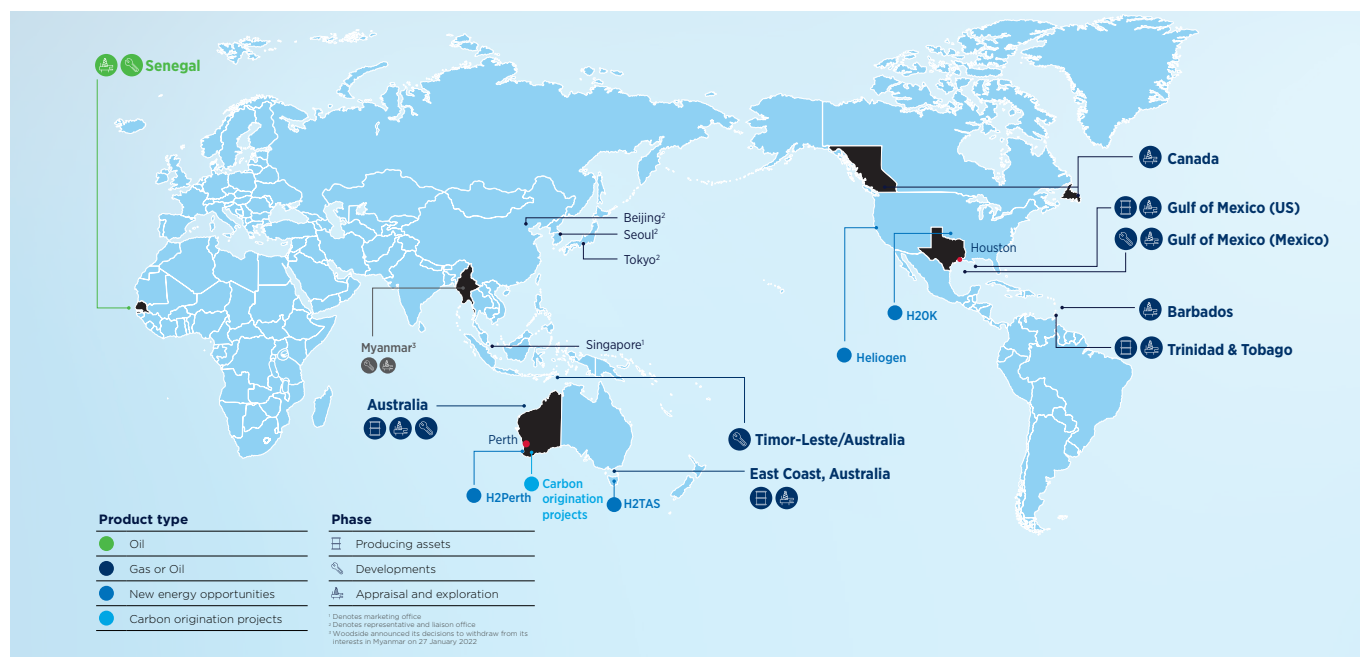 Senegal
Canada
Gulf of Mexico (US)
Gulf of Mexico (Mexico)
Beijing²
Seoul²
Tokyo²
Houston
Barbados
H2OK
Trinidad & Tobago
Myanmar³
Singapore¹
Heliogen
Australia
Perth
Timor-Leste/Australia
East Coast, Australia
H2Perth
Carbon
origination
projects
H2TAS
Product type
Oil
Gas or Oil
New energy opportunities
Carbon origination projects
Phase
Producing assets
Developments
Appraisal and exploration
¹ Denotes marketing office
² Denotes representative and liaison office
³ Woodside announced its decisions to withdraw from its
interests in Myanmar on 27 January 2022